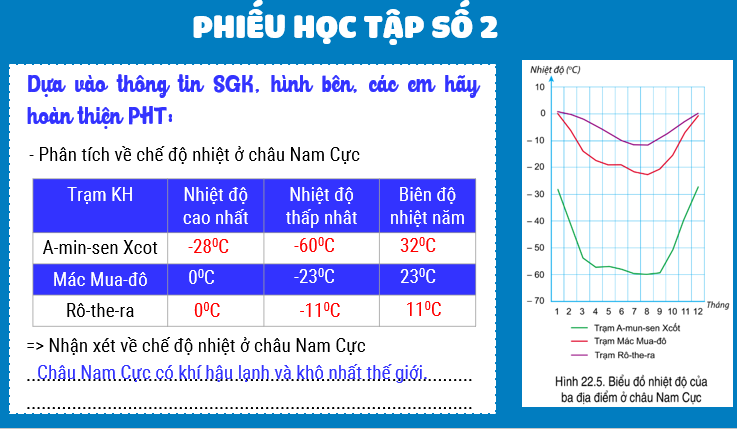 PHIẾU HỌC TẬP SỐ 2
Dựa vào thông tin SGK, hình bên, các em hãy
hoàn thiện PHT:
- Phân tích về chế độ nhiệt ở châu Nam Cực
Trạm KH Nhiệt độ cao nhất Nhiệt độ thấp nhât Biên độ nhiệt năm
A-min-sen Xcot -28⁰C -60⁰C 32⁰C
Mác Mua-đô 0⁰C -23⁰C 23⁰C
Rô-the-ra 0⁰C -11⁰C 11⁰C
=> Nhận xét về chế độ nhiệt ở châu Nam Cực
Châu Nam Cực có khí hậu lạnh và khô nhất thế giới.
Nhiệt độ (°C)
10
0
- 10
- 20
- 30
- 40
- 50
- 60
- 70
1 2 3 4 5 6 7 8 9 10 11 12 Tháng
Trạm A-mun-sen Xcốt
Trạm Mác Mua-đô
Trạm Rô-the-ra
Hình 22.5. Biểu đồ nhiệt độ của
ba địa điểm ở châu Nam Cực